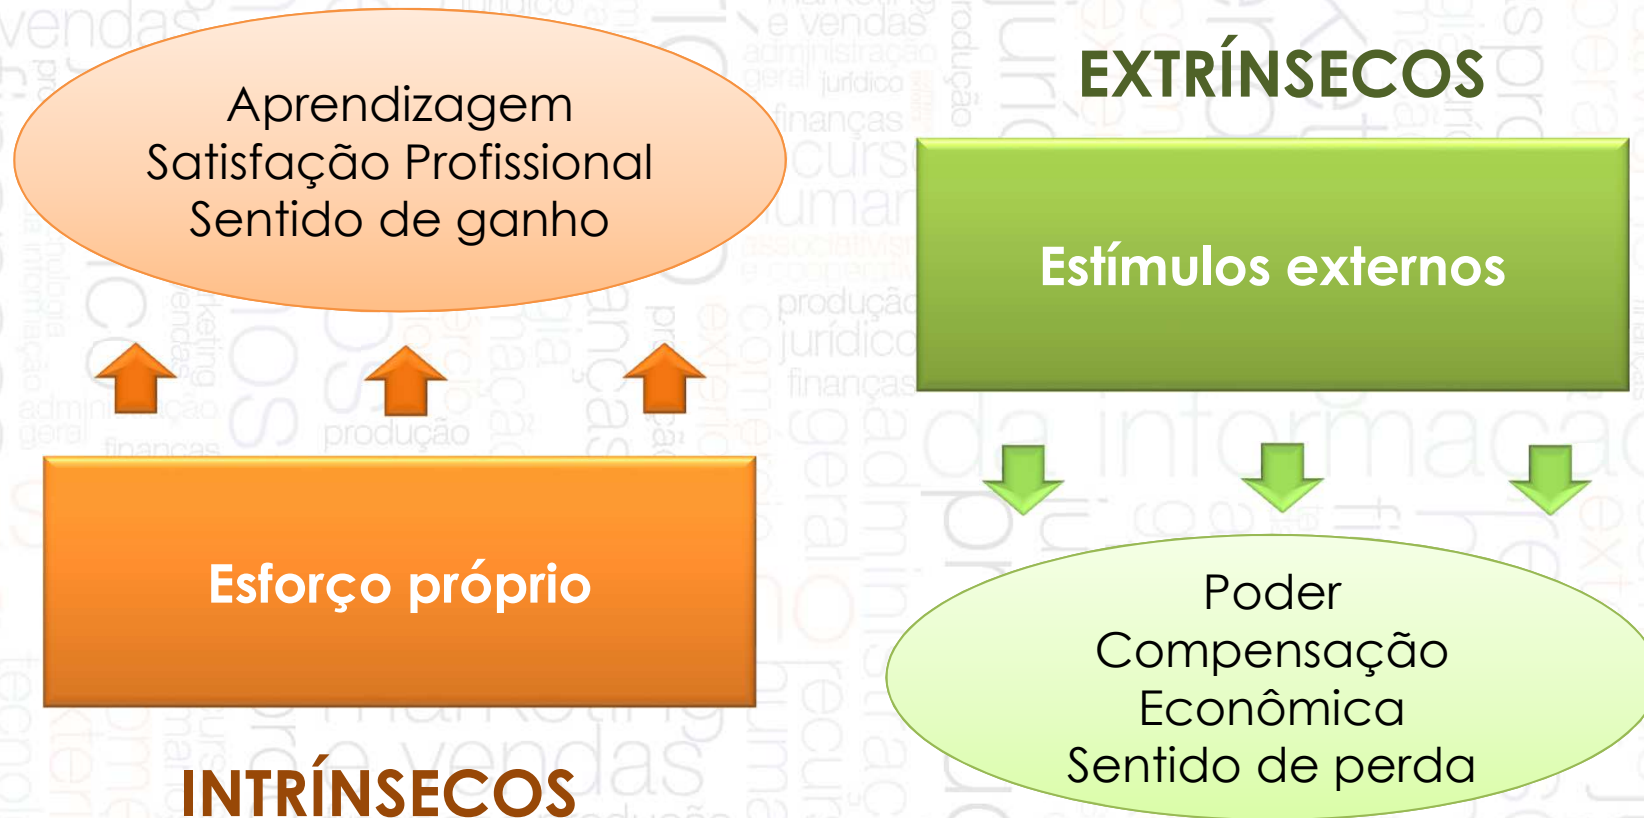 Aprendizagem
Satisfação Profissional
Sentido de ganho
Esforço próprio
INTRÍNSECOS
EXTRÍNSECOS
Estímulos externos
Poder
Compensação
Econômica
Sentido de perda